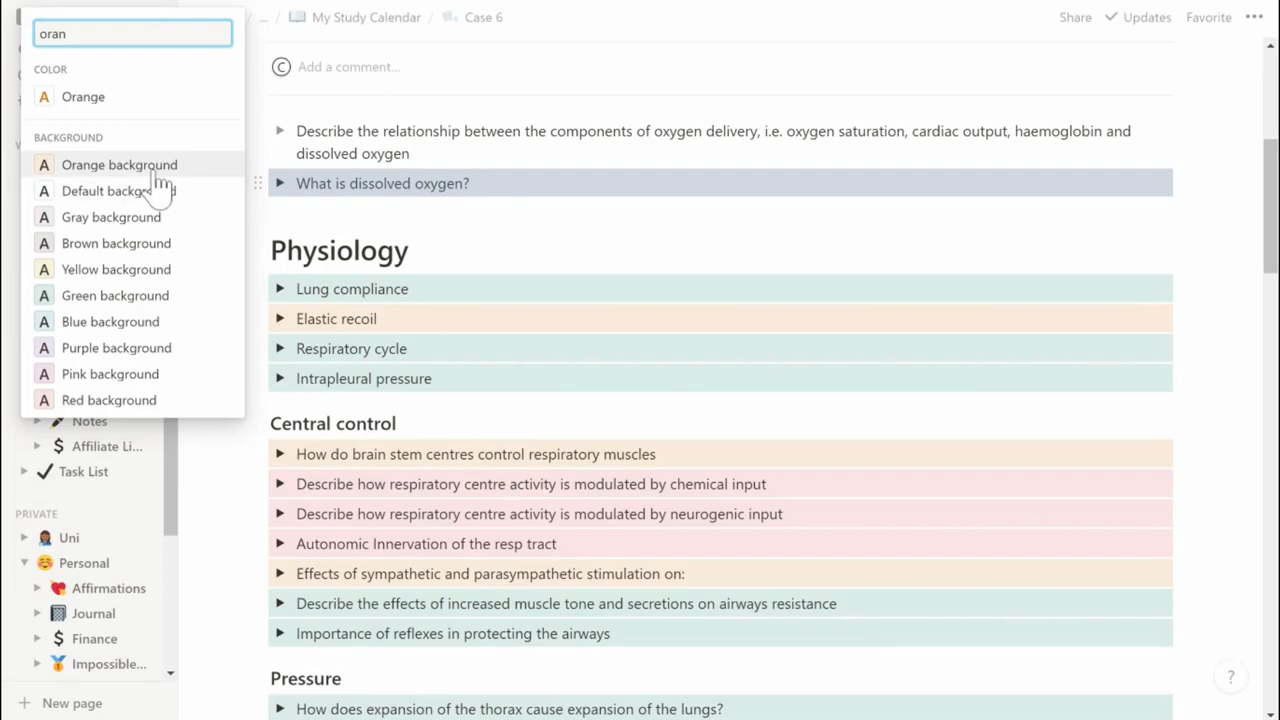 oran
COLOR
A Orange
BACKGROUND
A Orange background
A Default
A Gray background
A Brown background
A Yellow background
A Green background
A Blue background
A Purple background
A Pink background
A Red background
Notes
$ Affiliate Li...
Task List
PRIVATE
Uni
Personal
Affirmations
Journal
$ Finance
Impossible...
+ New page
/ ... / My Study Calendar / Case 6
Share ✓ Updates Favorite •••
C Add a comment...
Describe the relationship between the components of oxygen delivery, i.e. oxygen saturation, cardiac output, haemoglobin and
dissolved oxygen
What is dissolved oxygen?
Physiology
Lung compliance
Elastic recoil
Respiratory cycle
Intrapleural pressure
Central control
How do brain stem centres control respiratory muscles
Describe how respiratory centre activity is modulated by chemical input
Describe how respiratory centre activity is modulated by neurogenic input
Autonomic Innervation of the resp tract
Effects of sympathetic and parasympathetic stimulation on:
Describe the effects of increased muscle tone and secretions on airways resistance
Importance of reflexes in protecting the airways
Pressure
How does expansion of the thorax cause expansion of the lungs?
?